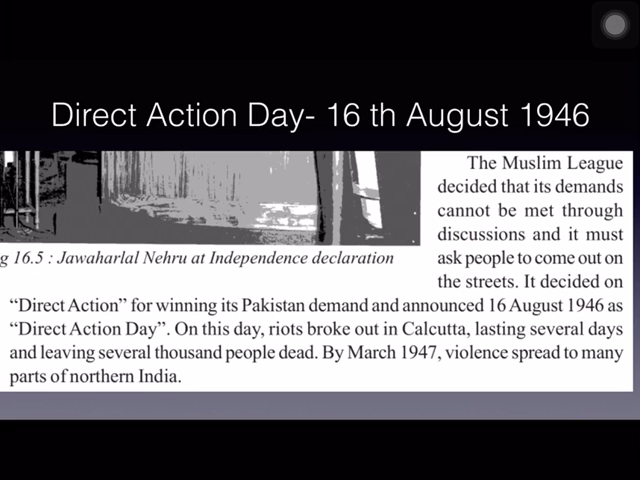 Direct Action Day- 16 th August 1946
The Muslim League
decided that its demands
cannot be met through
discussions and it must
g 16.5 : Jawaharlal Nehru at Independence declaration
ask people to come out on
the streets. It decided on
“Direct Action” for winning its Pakistan demand and announced 16 August 1946 as
“Direct Action Day”. On this day, riots broke out in Calcutta, lasting several days
and leaving several thousand people dead. By March 1947, violence spread to many
parts of northern India.